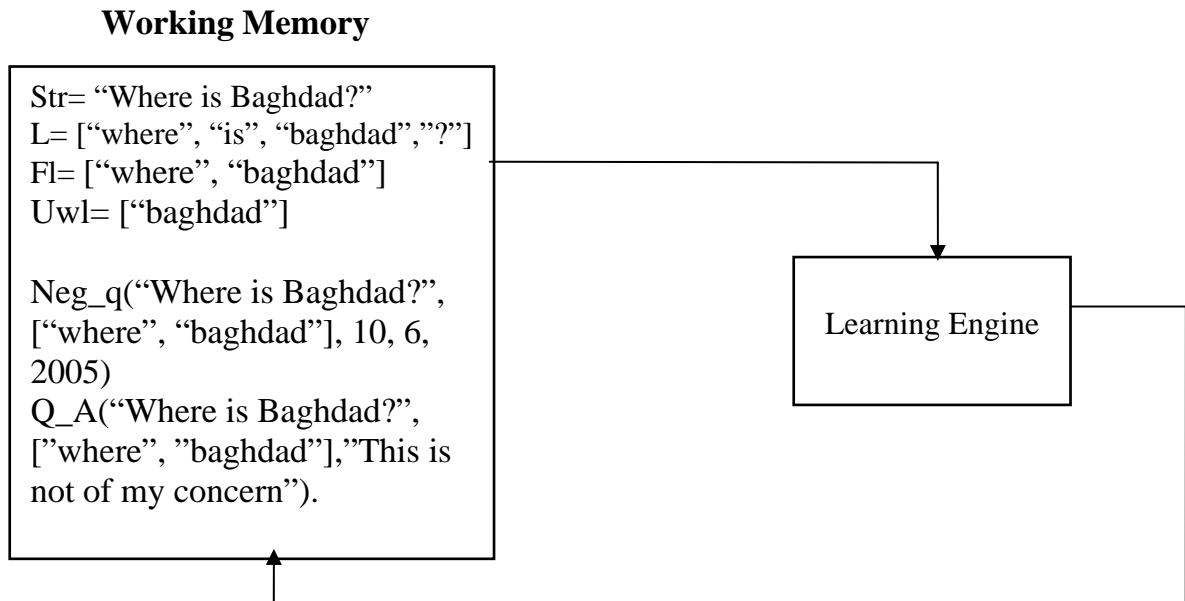 Working Memory
Str= “Where is Baghdad?”
L= [“where”, “is”, “baghdad”,”?”]
Fl= [“where”, “baghdad”]
Uwl= [“baghdad”]
Neg_q(“Where is Baghdad?”,
[“where”, “baghdad”], 10, 6,
2005)
Q_A(“Where is Baghdad?”,
[”where”, ”baghdad”],”This is
not of my concern”).
Learning Engine